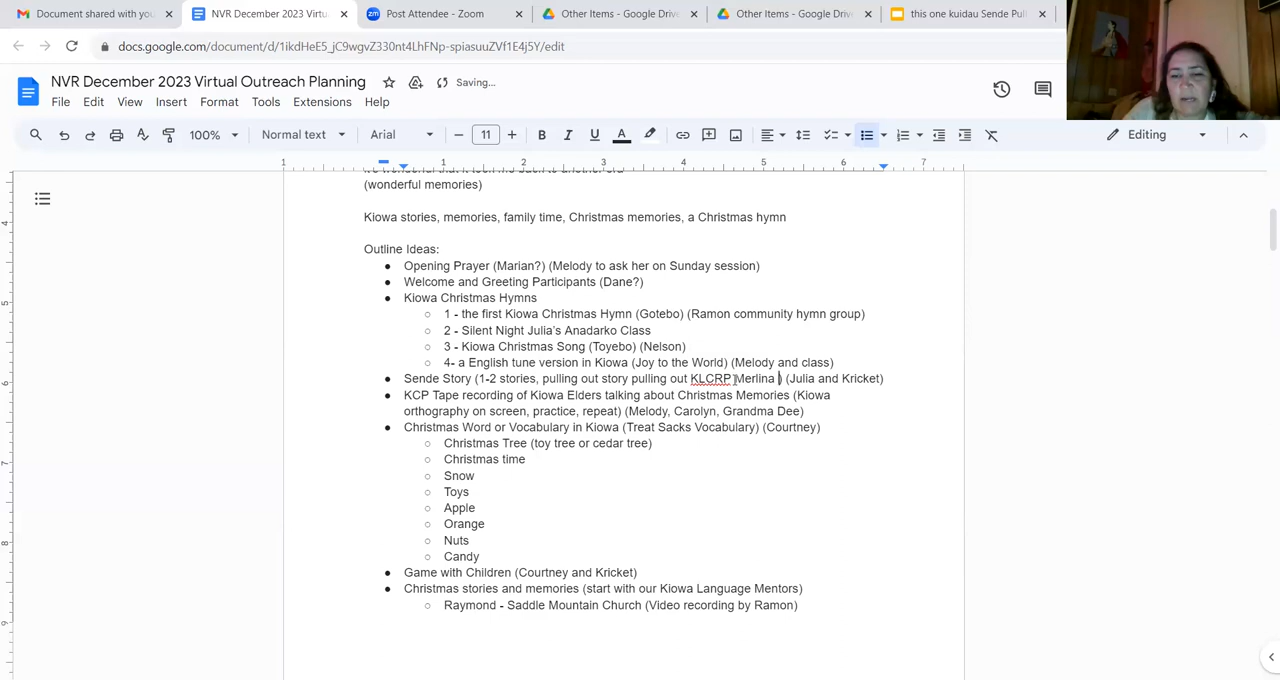 Document shared with you
NVR December 2023 Virtu
Post Attendee - Zoom
Other Items - Google Driv
Other Items - Google Driv
this one kuidau Sende Pul
docs.google.com/document/d/1ikdHeE5_jC9wgvZ330nt4LhFNp-spiasuuZVf1E4j5Y/edit
NVR December 2023 Virtual Outreach Planning
Saving...
File Edit View Insert Format Tools Extensions Help
100% Normal text Arial 11 Editing
1 1 2 3 4 5 6 7
(wonderful memories)
Kiowa stories, memories, family time, Christmas memories, a Christmas hymn
Outline Ideas:
● Opening Prayer (Marian?) (Melody to ask her on Sunday session)
● Welcome and Greeting Participants (Dane?)
● Kiowa Christmas Hymns
○ 1 - the first Kiowa Christmas Hymn (Gotebo) (Ramon community hymn group)
○ 2 - Silent Night Julia's Anadarko Class
○ 3 - Kiowa Christmas Song (Toyebo) (Nelson)
○ 4- a English tune version in Kiowa (Joy to the World) (Melody and class)
● Sende Story (1-2 stories, pulling out story pulling out KLCRP Merlina ) (Julia and Kricket)
● KCP Tape recording of Kiowa Elders talking about Christmas Memories (Kiowa
orthography on screen, practice, repeat) (Melody, Carolyn, Grandma Dee)
● Christmas Word or Vocabulary in Kiowa (Treat Sacks Vocabulary) (Courtney)
○ Christmas Tree (toy tree or cedar tree)
○ Christmas time
○ Snow
○ Toys
○ Apple
○ Orange
○ Nuts
○ Candy
● Game with Children (Courtney and Kricket)
● Christmas stories and memories (start with our Kiowa Language Mentors)
○ Raymond - Saddle Mountain Church (Video recording by Ramon)